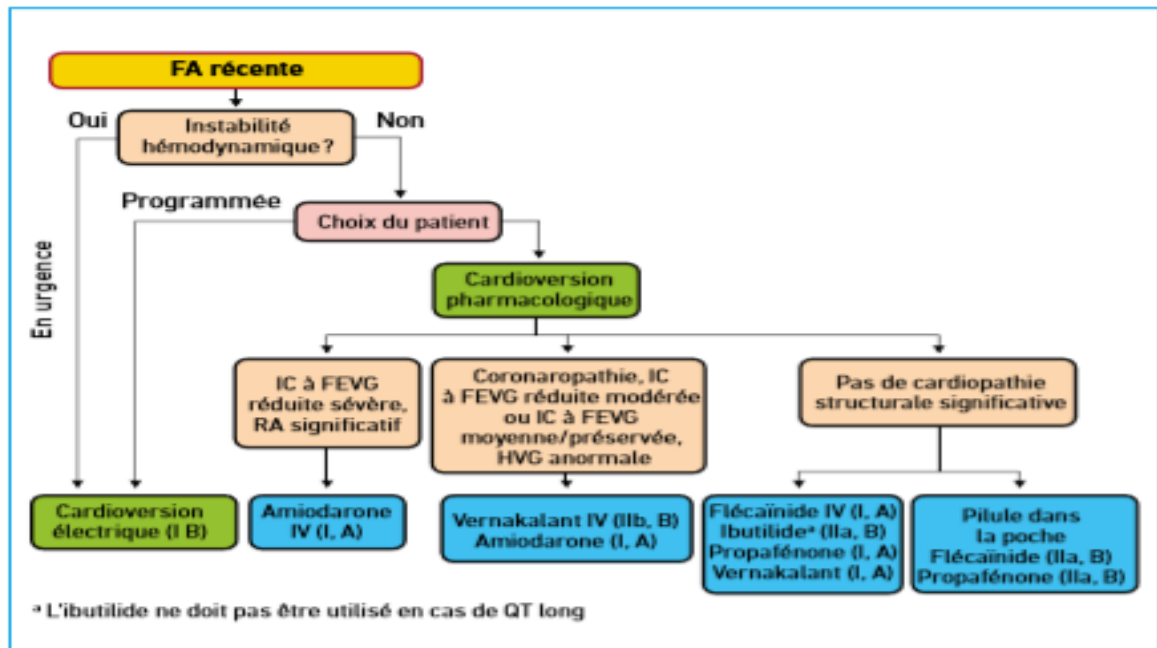 FA récente
Oui
Instabilité
hémodynamique ?
Non
Programmée
Choix du patient
En urgence
Cardioversion
pharmacologique
IC à FEVG
réduite sévère,
RA significatif
Coronaropathie, IC
à FEVG réduite modérée
ou IC à FEVG
moyenne/préservée,
HVG anormale
Pas de cardiopathie
structurale significative
Cardioversion
électrique (I B)
Amiodarone
IV (I, A)
Vernakalant IV (IIb, B)
Amiodarone (I, A)
Flécaïnide IV (I, A)
Ibutilideª (IIa, B)
Propafénone (I, A)
Vernakalant (I, A)
Pilule dans
la poche
Flécaïnide (IIa, B)
Propafénone (IIa, B)
ª L'ibutilide ne doit pas être utilisé en cas de QT long